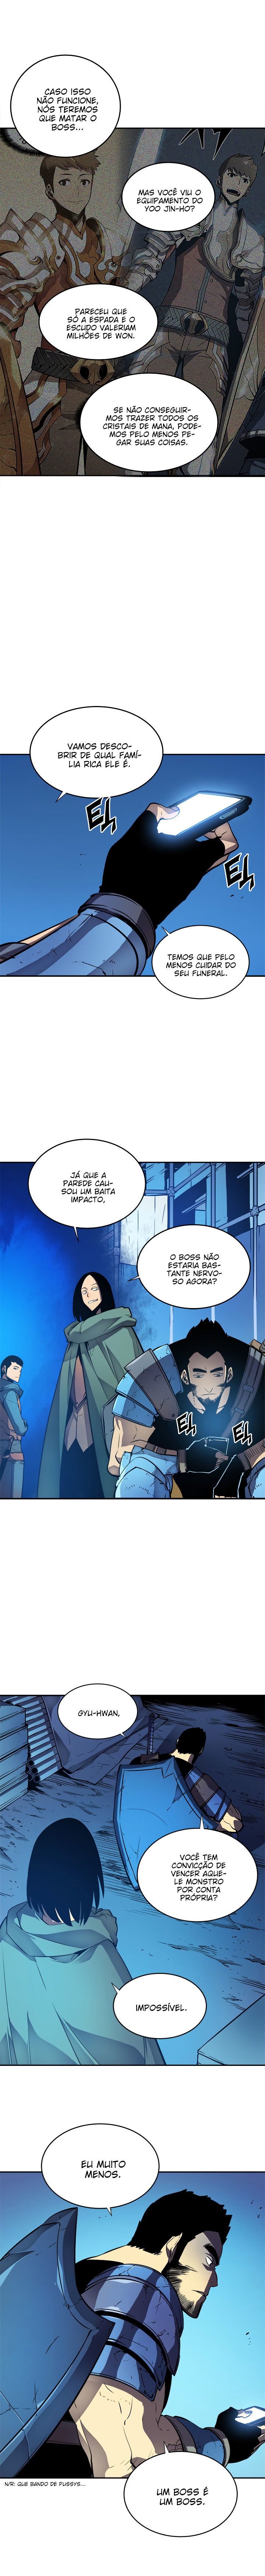 CASO ISSO
NÃO FUNCIONE,
NÓS TEREMOS
QUE MATAR O
BOSS...
MAS VOCÊ VIU O
EQUIPAMENTO DO
YOO JIN-HO?
PARECEU QUE
SÓ A ESPADA E O
ESCUDO VALERIAM
MILHÕES DE WON.
SE NÃO CONSEGUIR-
MOS TRAZER TODOS OS
CRISTAIS DE MANA, PODE-
MOS PELO MENOS PE-
GAR SUAS COISAS.
VAMOS DESCO-
BRIR DE QUAL FAMÍ-
LIA RICA ELE É.
TEMOS QUE PELO
MENOS CUIDAR DO
SEU FUNERAL.
JÁ QUE A
PAREDE CAU-
SOU UM BAITA
IMPACTO,
O BOSS NÃO
ESTARIA BAS-
TANTE NERVO-
SO AGORA?
GYU-HWAN,
VOCÊ TEM
CONVICÇÃO DE
VENCER AQUE-
LE MONSTRO
POR CONTA
PRÓPRIA?
IMPOSSÍVEL.
EU MUITO
MENOS.
N/R: QUE BANDO DE PUSSYS...
UM BOSS É
UM BOSS.